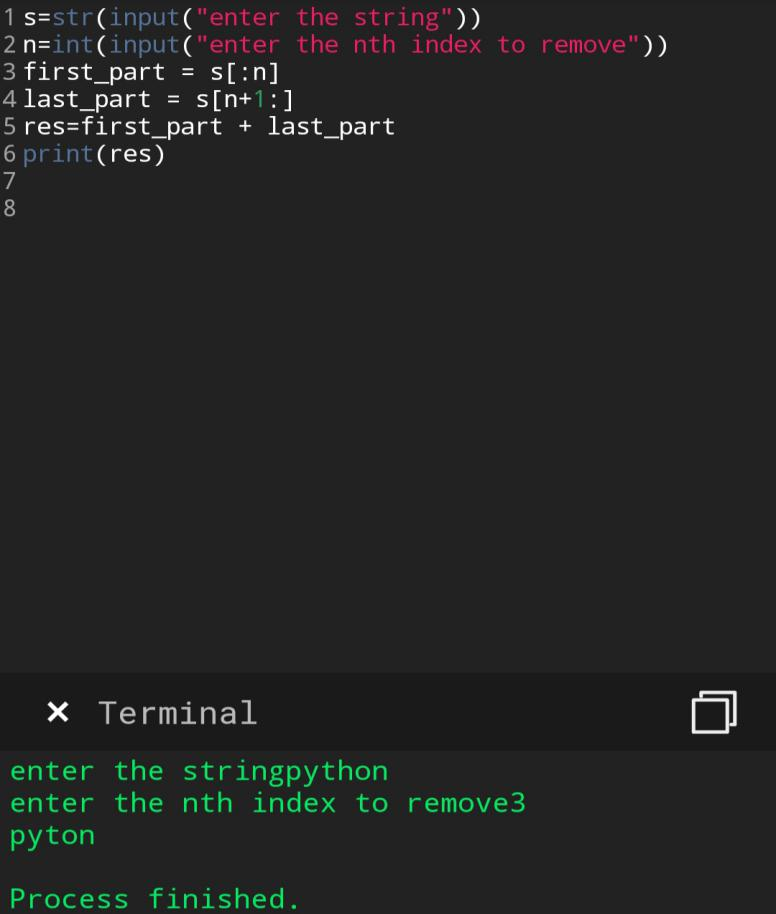 1 s=str(input("enter the string"))
2 n=int(input("enter the nth index to remove"))
3 first_part = s[:n]
4 last_part = s[n+1:]
5 res=first_part + last_part
6 print(res)
7
8
× Terminal
enter the stringpython
enter the nth index to remove3
pyton
Process finished.